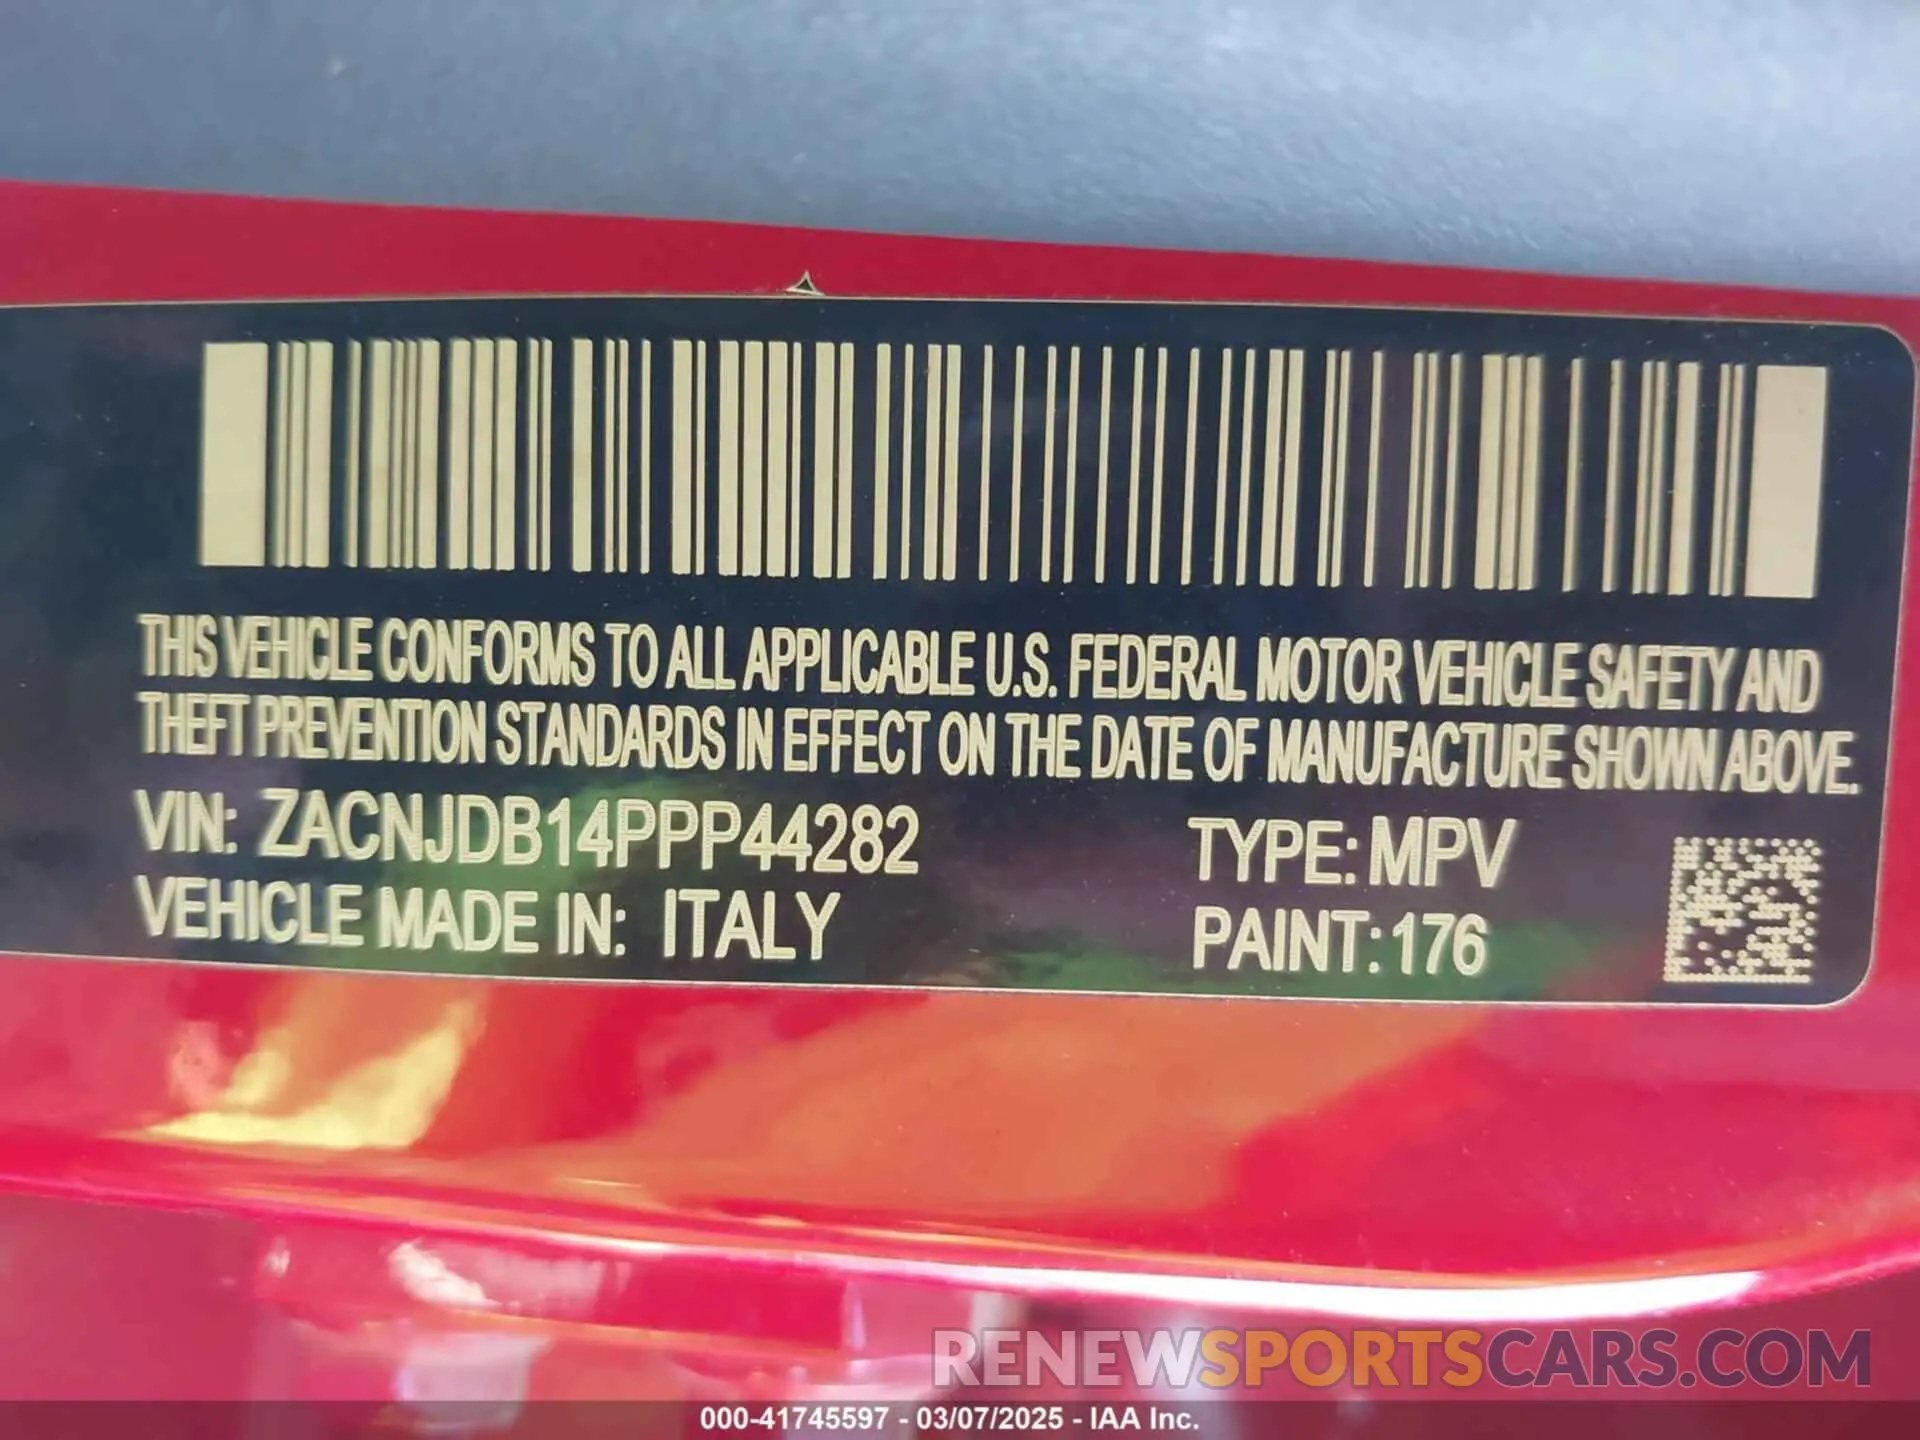 THIS VEHICLE CONFORMS TO ALL APPLICABLE U.S. FEDERAL MOTOR VEHICLE SAFETY AND
THEFT PREVENTION STANDARDS IN EFFECT ON THE DATE OF MANUFACTURE SHOWN ABOVE.
VIN: ZACNJDB14PPP44282 TYPE: MPV
VEHICLE MADE IN: ITALY PAINT: 176
RENEWSPORTSCARS.COM
000-41745597 - 03/07/2025 - IAA Inc.